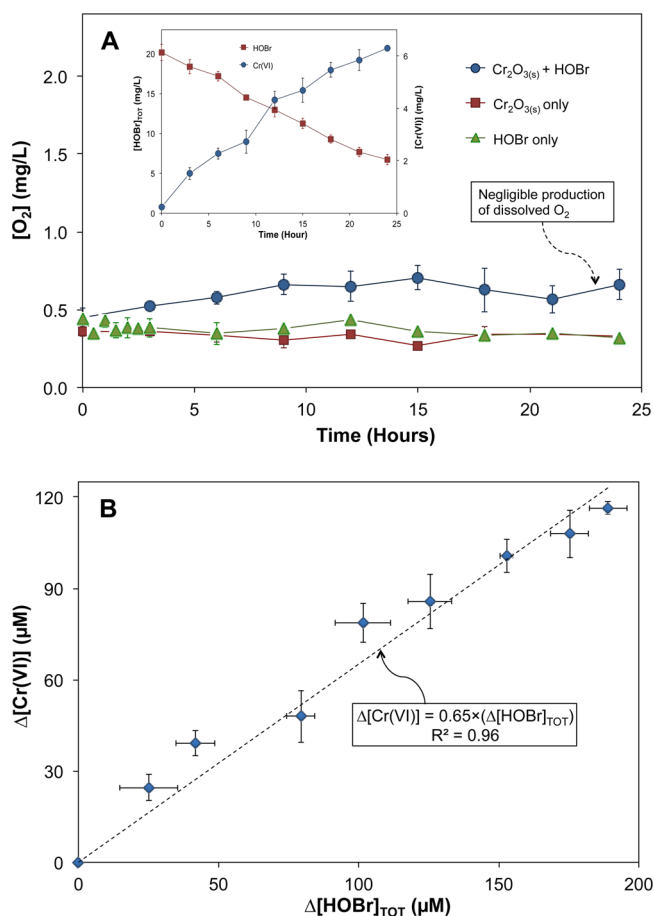 A
[O₂] (mg/L)
2.0
1.5
1.0
0.5
0.0
0
5
10
15
20
25
Time (Hours)
[HOBr]TOT (mg/L)
20
15
10
5
0
HOBr
Cr(VI)
6
4
2
0
[Cr(VI)] (mg/L)
0
5
10
15
20
25
Time (Hour)
Cr₂O₃(s) + HOBr
Cr₂O₃(s) only
HOBr only
Negligible production
of dissolved O₂
B
Δ[Cr(VI)] (µM)
120
90
60
30
0
0
50
100
150
200
Δ[HOBr]TOT (µM)
Δ[Cr(VI)] = 0.65×(Δ[HOBr]TOT)
R² = 0.96